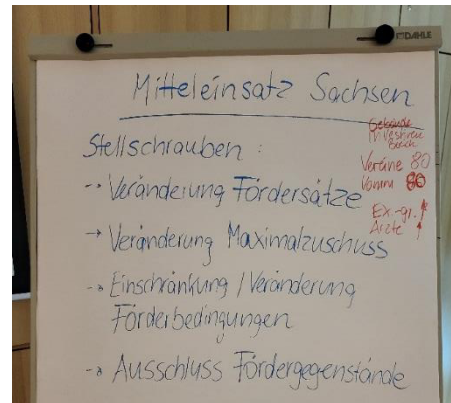 DAHLE
Mitteleinsatz Sachsen
Stellschrauben:
→ Veränderung Fördersätze
→ Veränderung Maximalzuschuss
→ Einschränkung / Veränderung
Förderbedingungen
→ Ausschluss Fördergegenstände
Vereine 80
Komm 80
Ex.-gr. ↑
Ärzte ↑